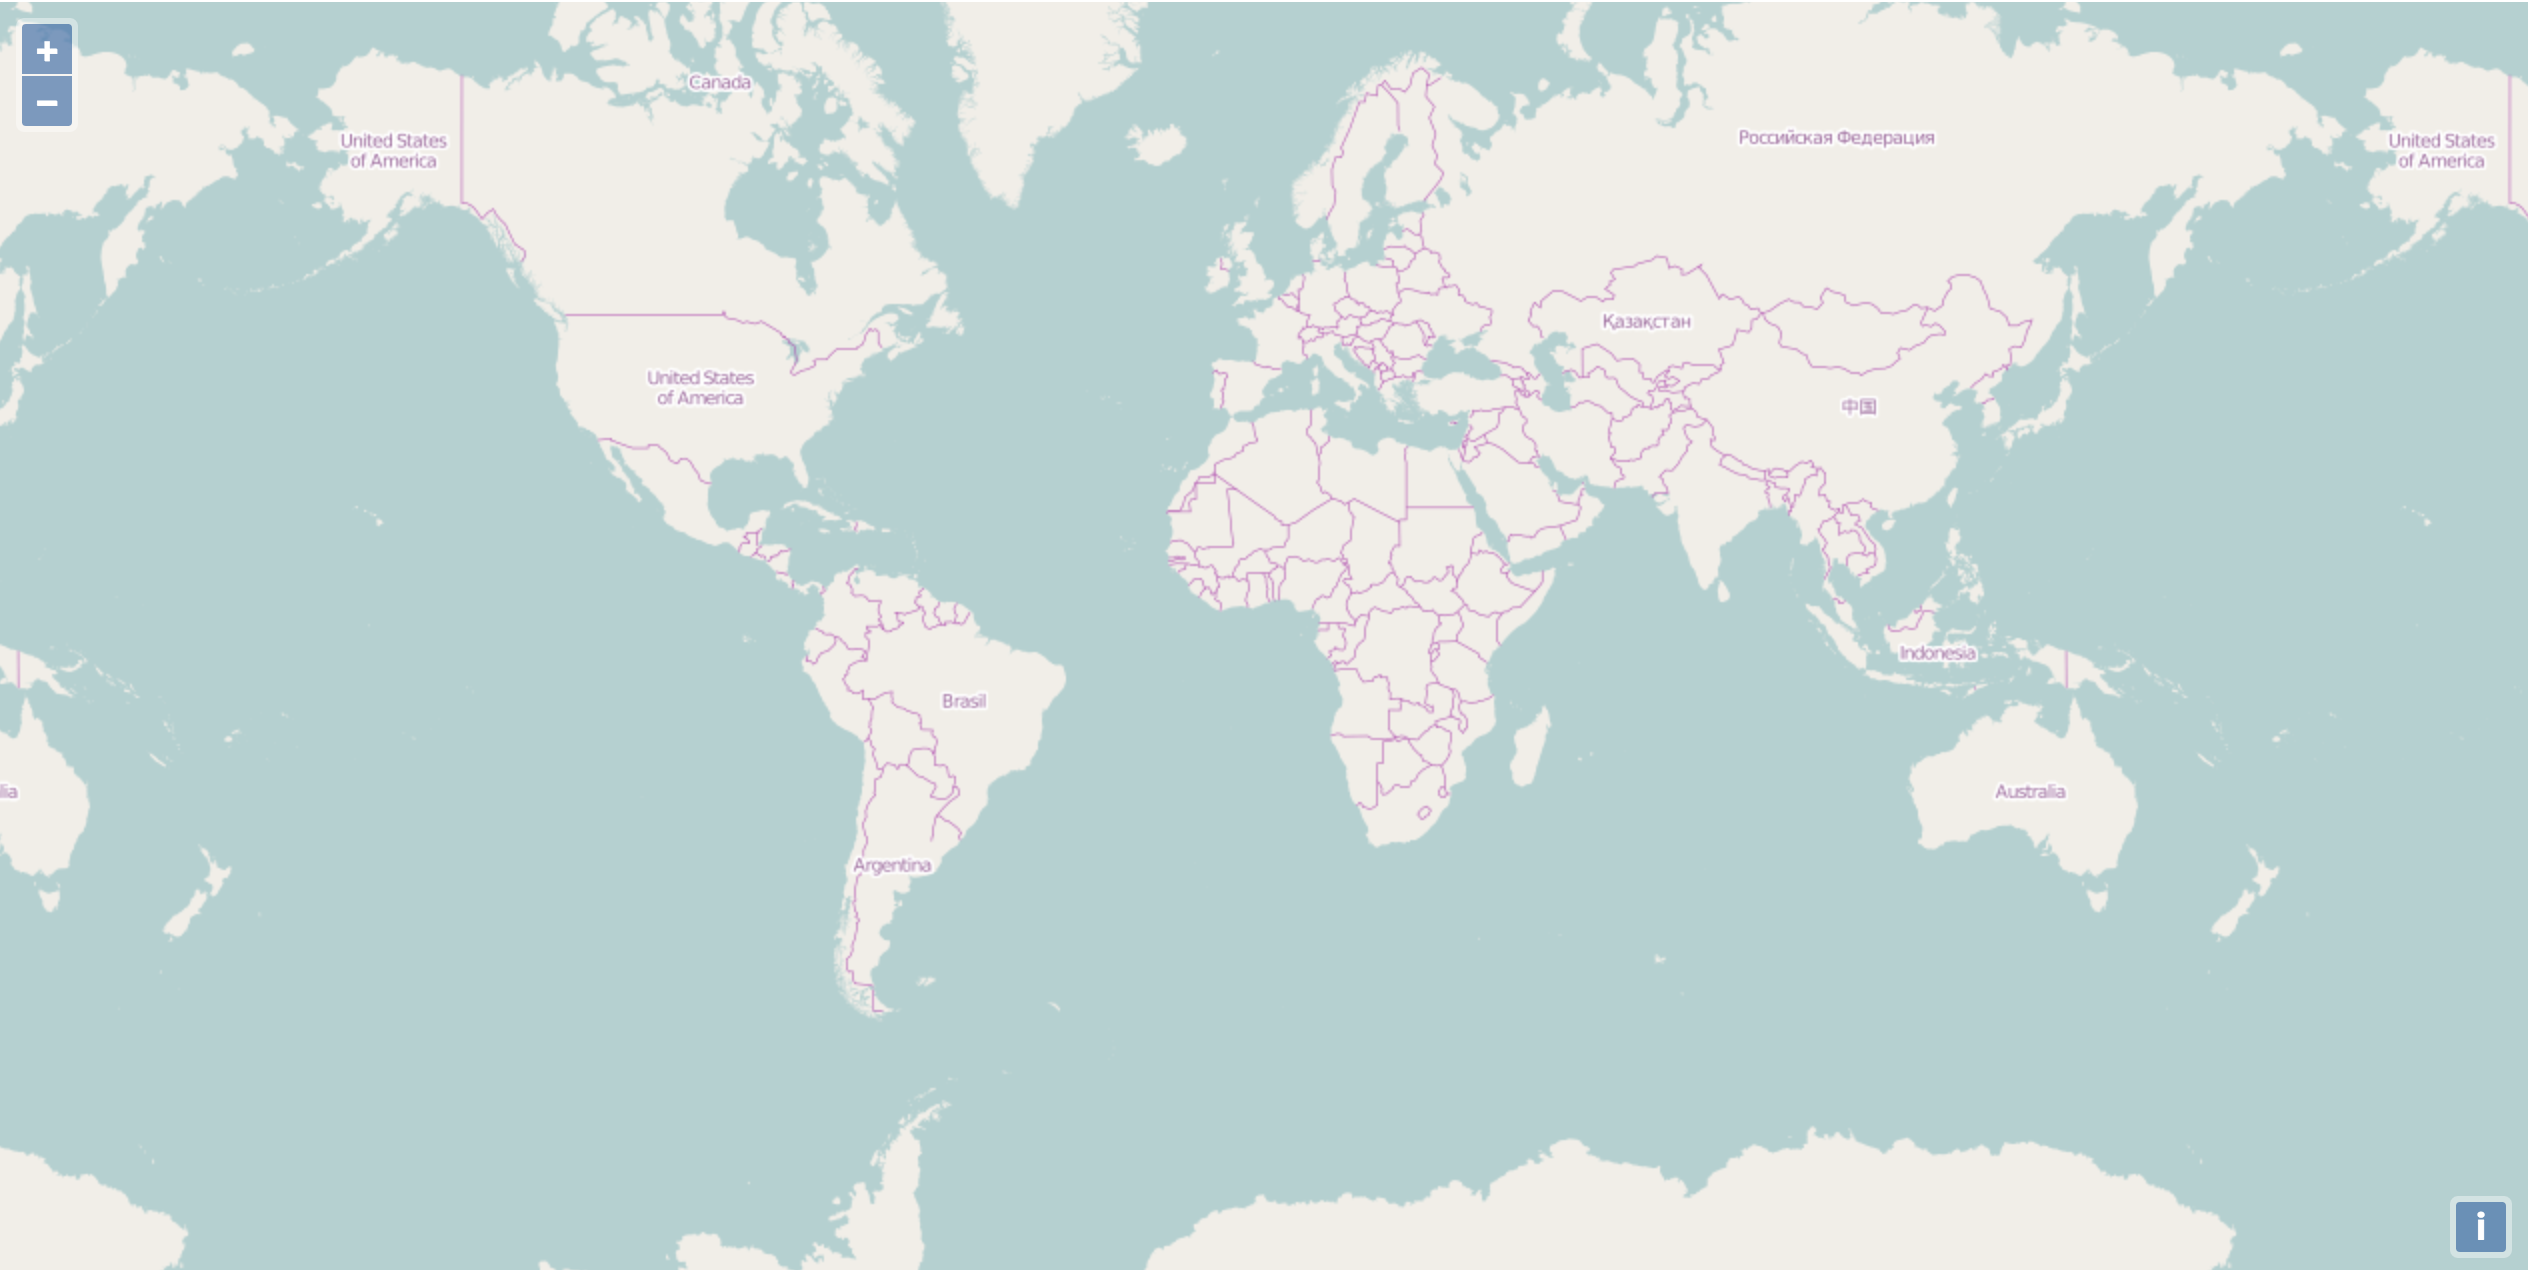 +
−
Canada
United States
of America
Российская Федерация
United States
of America
Қазақстан
United States
of America
中国
Indonesia
Brasil
lia
Australia
Argentina
i